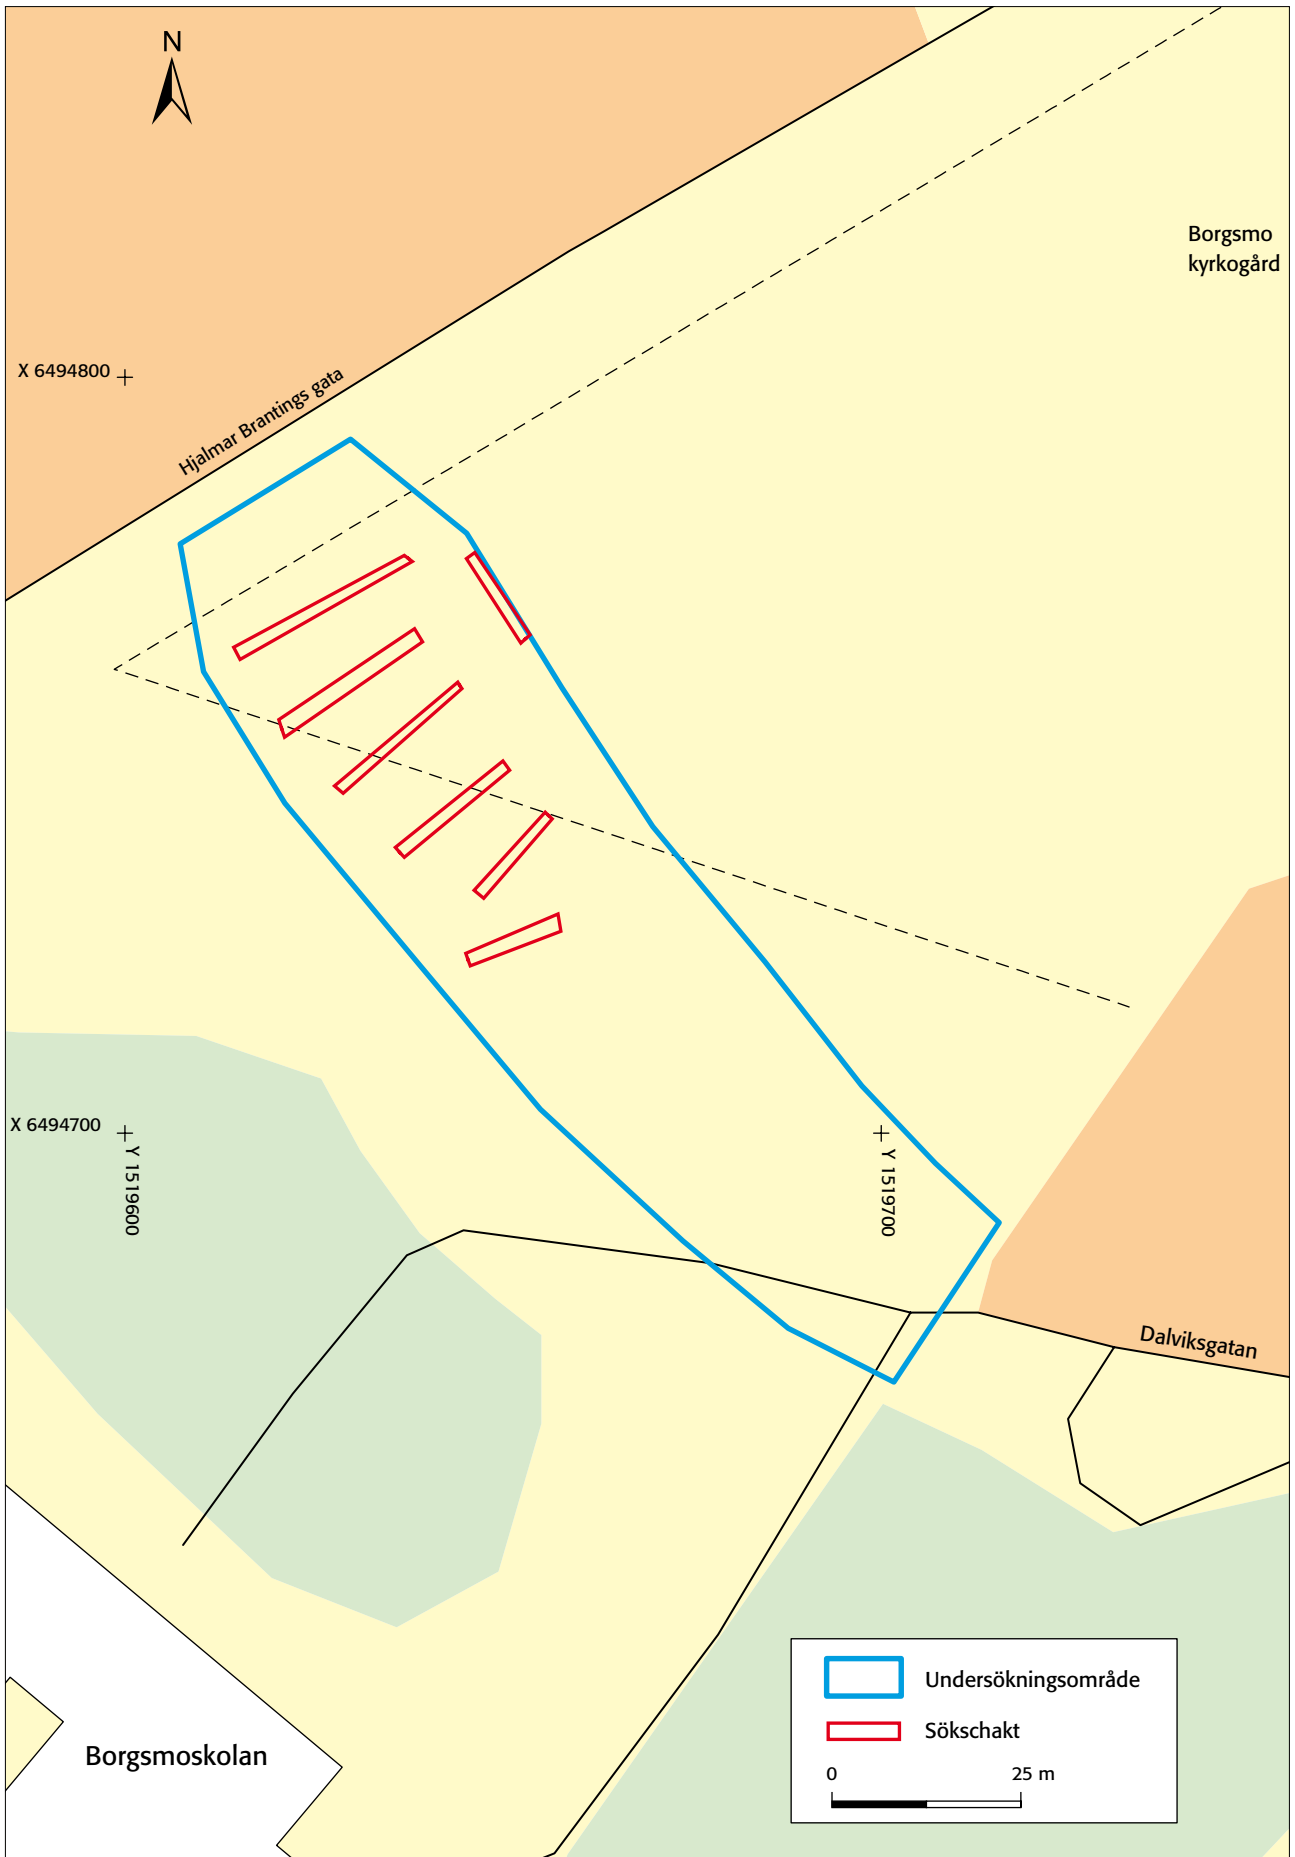 N
Borgsmo
kyrkogård
X 6494800
Hjalmar Brantings gata
X 6494700
Y 1519600
Y 1519700
Dalviksgatan
Undersökningsområde
Sökschakt
0 25 m
Borgsmoskolan